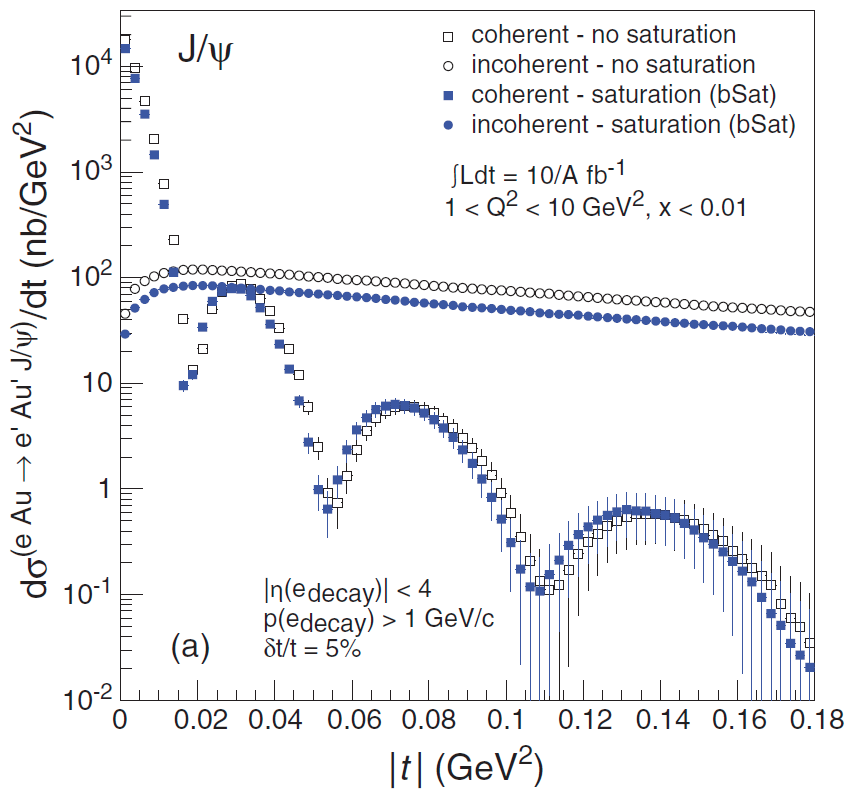 J/ψ
coherent - no saturation
incoherent - no saturation
coherent - saturation (bSat)
incoherent - saturation (bSat)
∫Ldt = 10/A fb⁻¹
1 < Q² < 10 GeV², x < 0.01
dσ^(e Au → e' Au' J/ψ)/dt (nb/GeV²)
10⁴
10³
10²
10
1
10⁻¹
10⁻²
|η(e_decay)| < 4
p(e_decay) > 1 GeV/c
δt/t = 5%
(a)
0 0.02 0.04 0.06 0.08 0.1 0.12 0.14 0.16 0.18
|t| (GeV²)